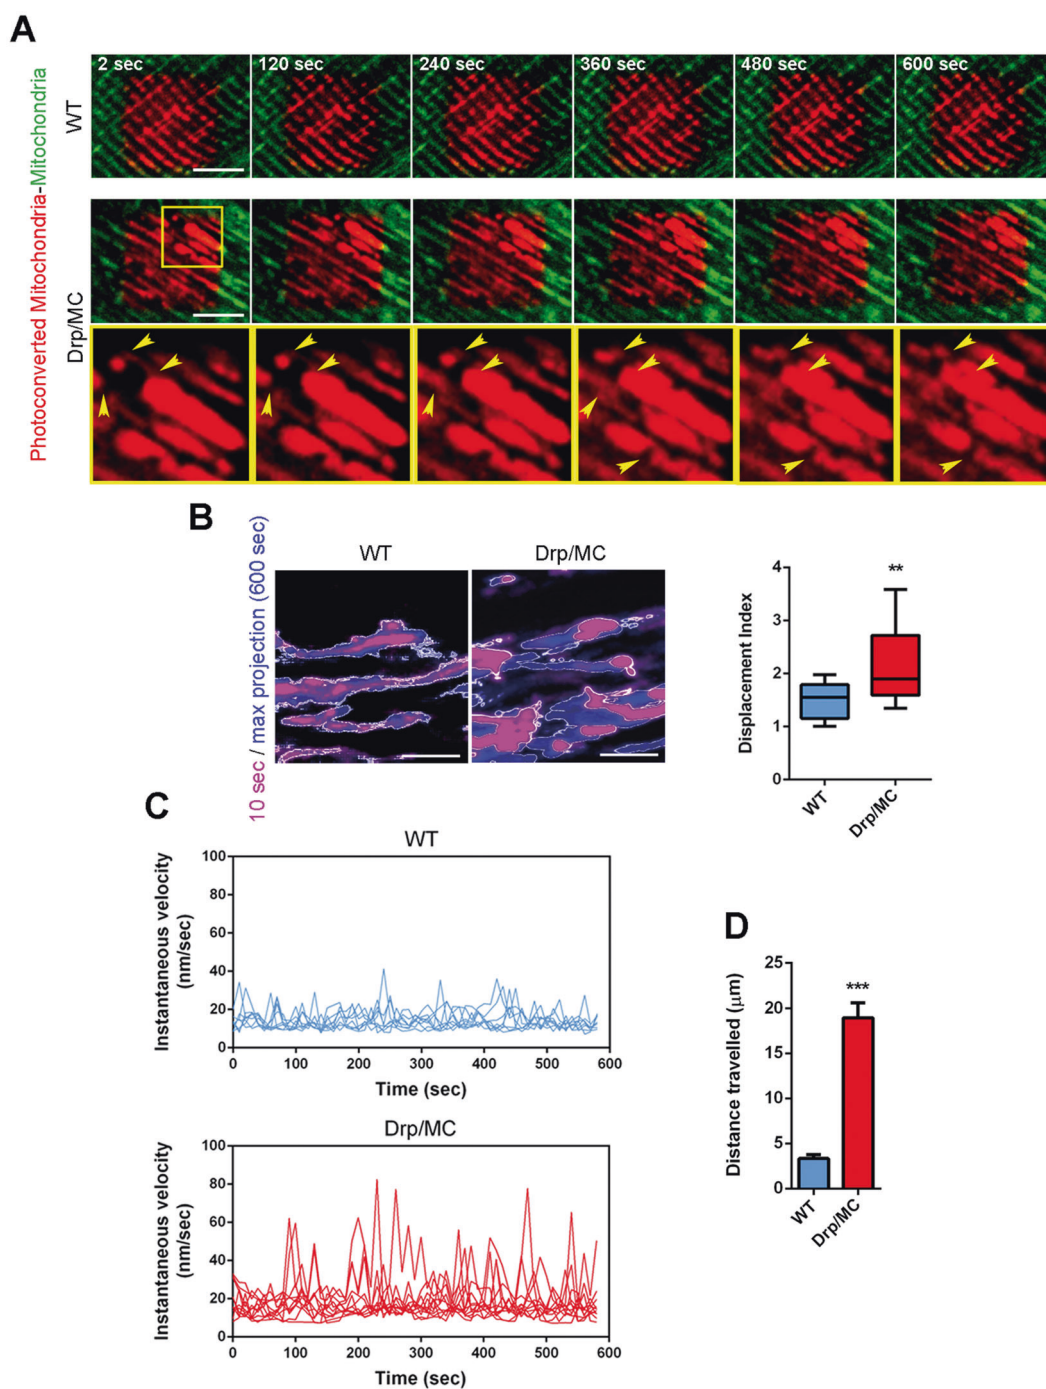 A
Photoconverted Mitochondria-Mitochondria
WT
2 sec
120 sec
240 sec
360 sec
480 sec
600 sec
Drp/MC
B
10 sec / max projection (600 sec)
WT
Drp/MC
Displacement Index
4
3
2
1
0
**
WT
Drp/MC
C
WT
Instantaneous velocity
(nm/sec)
100
80
60
40
20
0
0 100 200 300 400 500 600
Time (sec)
Drp/MC
Instantaneous velocity
(nm/sec)
100
80
60
40
20
0
0 100 200 300 400 500 600
Time (sec)
D
Distance travelled (μm)
25
20
15
10
5
0
***
WT
Drp/MC